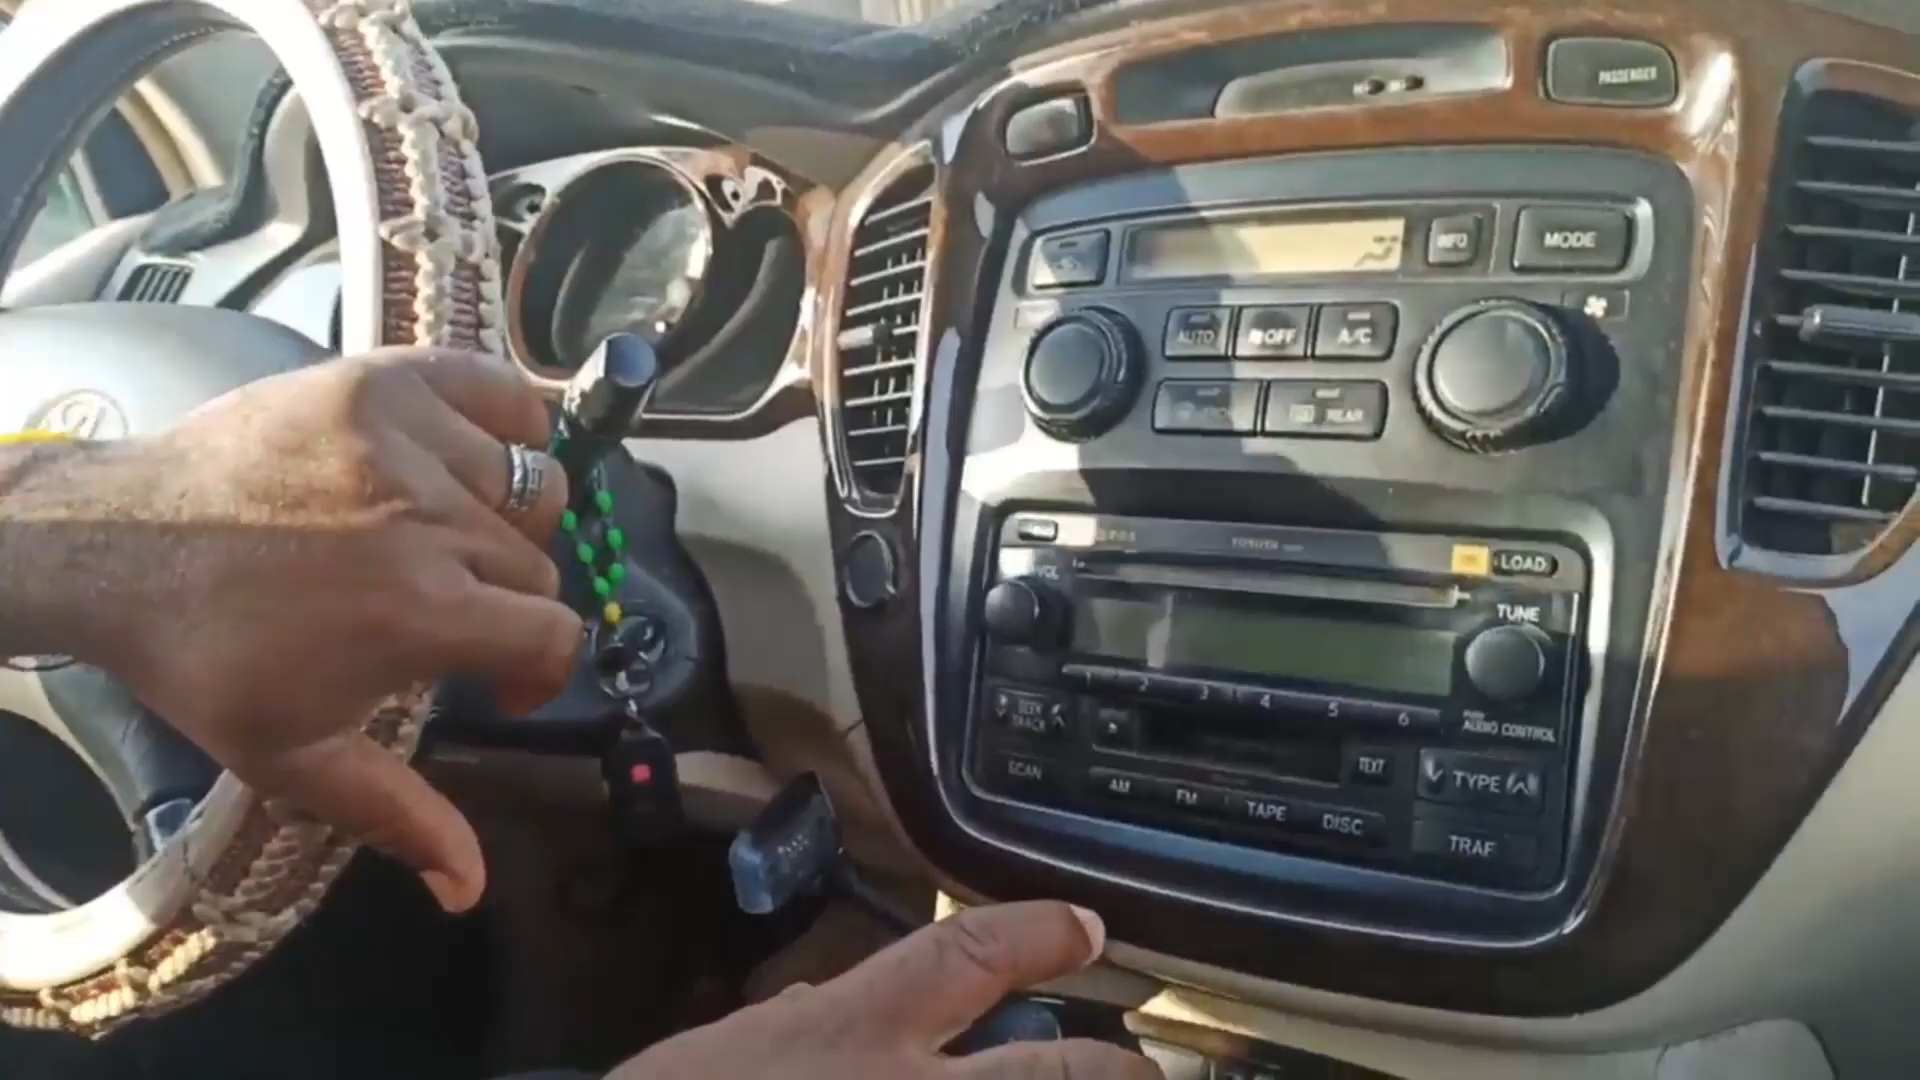 PASSENGER
INFO
MODE
AUTO
OFF
A/C
REAR
TOYOTA
LOAD
VOL
TUNE
1 2 3 4 5 6
SEEK
TRACK
AUDIO CONTROL
SCAN
TEXT
TYPE
AM FM TAPE DISC
TRAF